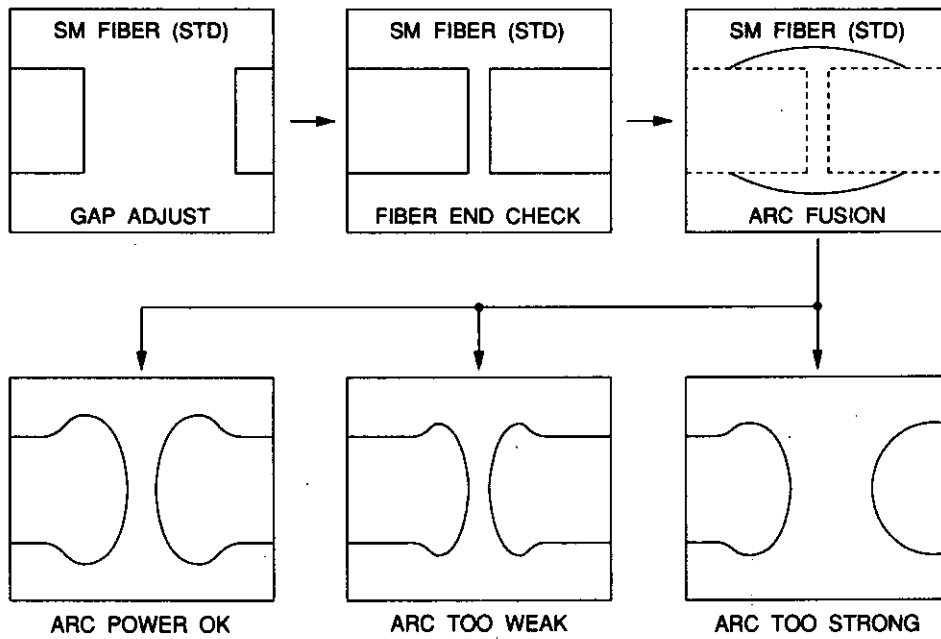 SM FIBER (STD)
GAP ADJUST
SM FIBER (STD)
FIBER END CHECK
SM FIBER (STD)
ARC FUSION
ARC POWER OK
ARC TOO WEAK
ARC TOO STRONG